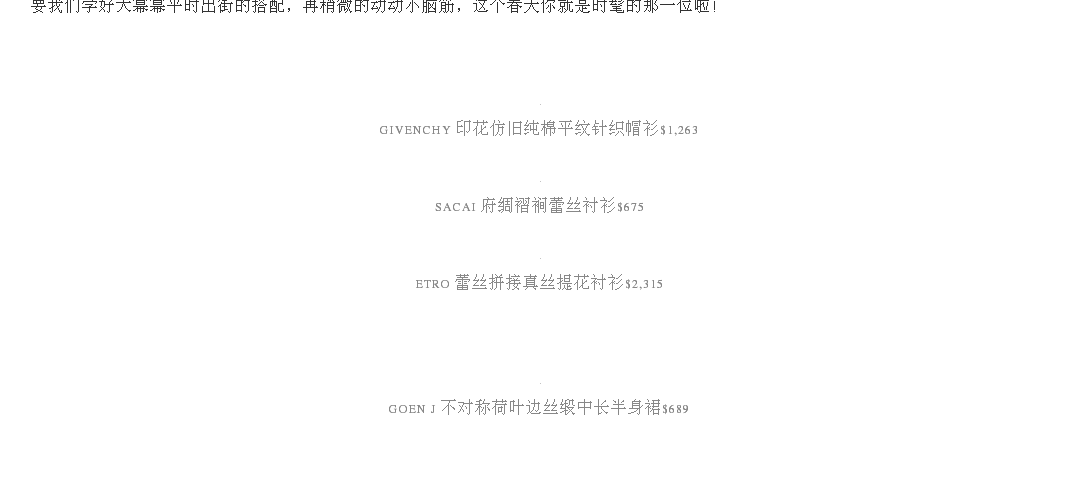 要我们学好大幂幂平时出街的搭配，再稍微的动动小脑筋，这个春天你就是时髦的那一位啦！
GIVENCHY 印花仿旧纯棉平纹针织帽衫$1,263
SACAI 府绸褶裥蕾丝衬衫$675
ETRO 蕾丝拼接真丝提花衬衫$2,315
GOEN J 不对称荷叶边丝缎中长半身裙$689